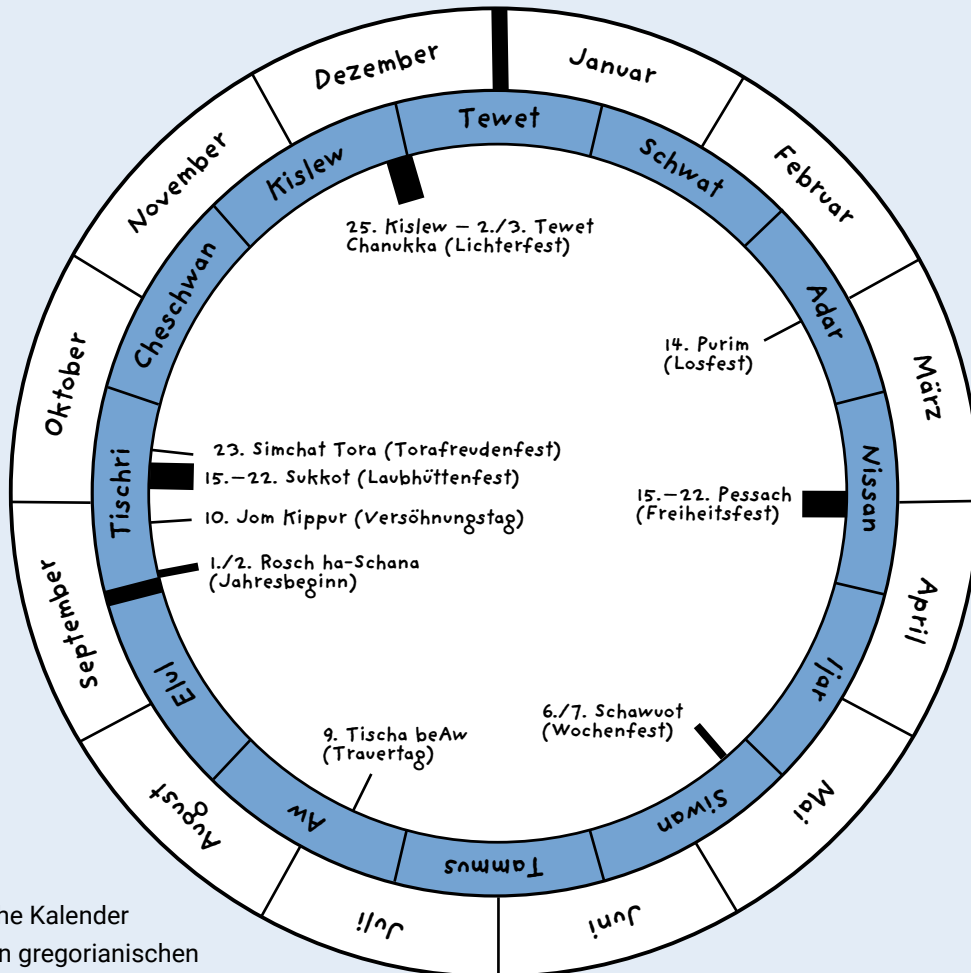 Januar
Februar
März
April
Mai
Juni
Juli
August
September
Oktober
November
Dezember
Tewet
Schwat
Adar
Nissan
Ijar
Siwan
Tammus
Aw
Elul
Tischri
Cheschwan
Kislew
25. Kislew – 2./3. Tewet
Chanukka (Lichterfest)
14. Purim
(Losfest)
15.–22. Pessach
(Freiheitsfest)
6./7. Schawuot
(Wochenfest)
9. Tischa beAw
(Trauertag)
1./2. Rosch ha-Schana
(Jahresbeginn)
10. Jom Kippur (Versöhnungstag)
15.–22. Sukkot (Laubhüttenfest)
23. Simchat Tora (Torafreudenfest)
ne Kalender
n gregorianischen